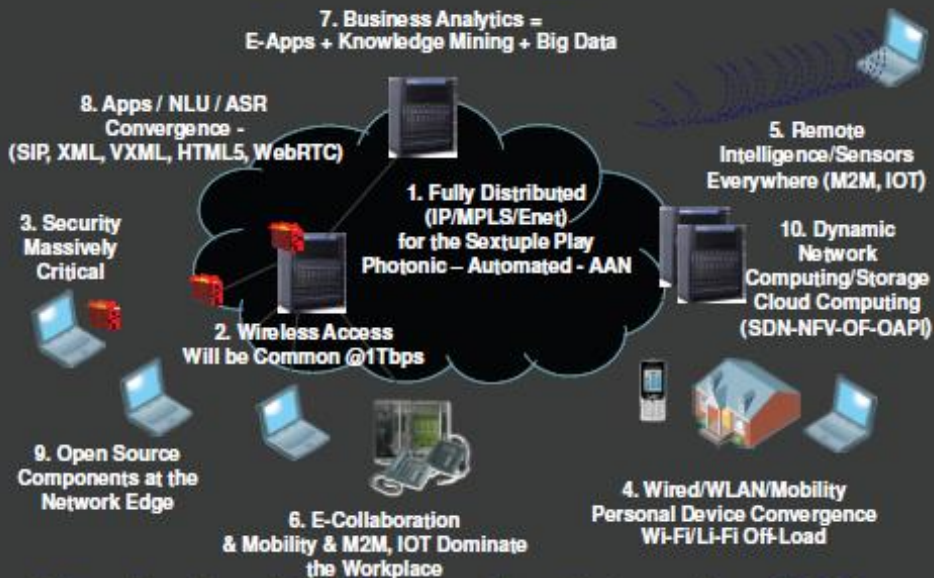 7. Business Analytics =
E-Apps + Knowledge Mining + Big Data
8. Apps / NLU / ASR
Convergence -
(SIP, XML, VXML, HTML5, WebRTC)
5. Remote
Intelligence/Sensors
Everywhere (M2M, IOT)
1. Fully Distributed
(IP/MPLS/Enet)
for the Sextuple Play
Photonic – Automated - AAN
3. Security
Massively
Critical
10. Dynamic
Network
Computing/Storage
Cloud Computing
(SDN-NFV-OF-OAPI)
2. Wireless Access
Will be Common @1Tbps
9. Open Source
Components at the
Network Edge
4. Wired/WLAN/Mobility
Personal Device Convergence
Wi-Fi/Li-Fi Off-Load
6. E-Collaboration
& Mobility & M2M, IOT Dominate
the Workplace